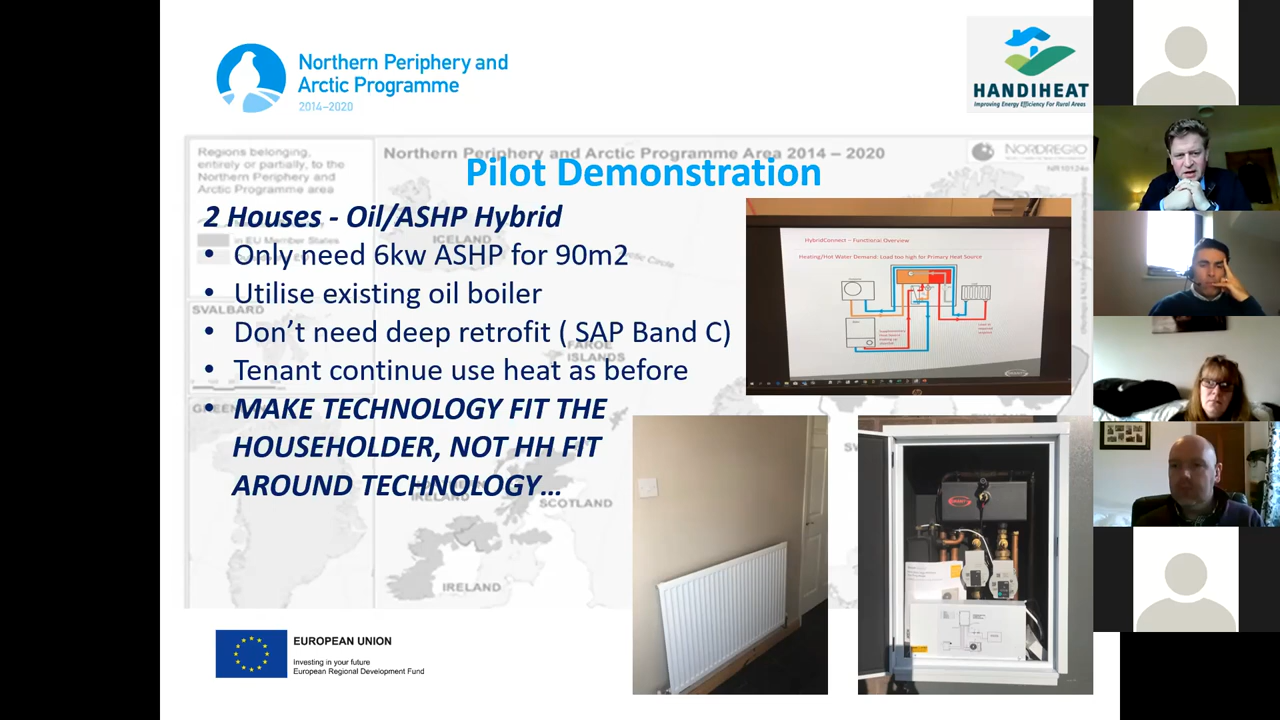 Northern Periphery and
Arctic Programme
2014–2020
HANDIHEAT
Improving Energy Efficiency For Rural Areas
Regions belonging,
entirely or partially, to the
Northern Periphery and
Arctic Programme area
Northern Periphery and Arctic Programme Area 2014 – 2020
NORDREGIO
Pilot Demonstration
2 Houses - Oil/ASHP Hybrid
in EU Member States
ICELAND
• Only need 6kw ASHP for 90m2
• Utilise existing oil boiler
SVALBARD
• Don’t need deep retrofit ( SAP Band C)
FAROE
ISLANDS
• Tenant continue use heat as before
• MAKE TECHNOLOGY FIT THE
HOUSEHOLDER, NOT HH FIT
AROUND TECHNOLOGY…
IRELAND
SCOTLAND
IRELAND
HybridConnect – Functional Overview
Heating/Hot Water Demand: Load too high for Primary Heat Source
EUROPEAN UNION
Investing in your future
European Regional Development Fund